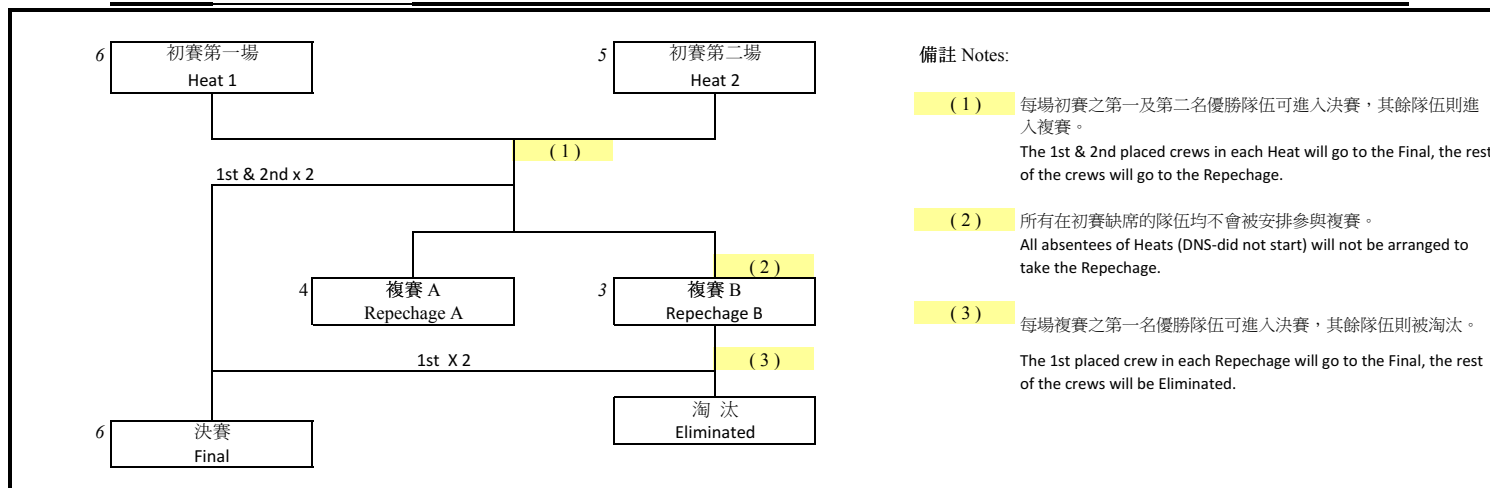 6 初賽第一場
Heat 1
5 初賽第二場
Heat 2
( 1 )
1st & 2nd x 2
( 2 )
4 複賽 A
Repechage A
3 複賽 B
Repechage B
1st X 2
( 3 )
淘 汰
Eliminated
6 決賽
Final
備註 Notes:
( 1 ) 每場初賽之第一及第二名優勝隊伍可進入決賽，其餘隊伍則進
入複賽。
The 1st & 2nd placed crews in each Heat will go to the Final, the rest
of the crews will go to the Repechage.
( 2 ) 所有在初賽缺席的隊伍均不會被安排參與複賽。
All absentees of Heats (DNS-did not start) will not be arranged to
take the Repechage.
( 3 ) 每場複賽之第一名優勝隊伍可進入決賽，其餘隊伍則被淘汰。
The 1st placed crew in each Repechage will go to the Final, the rest
of the crews will be Eliminated.